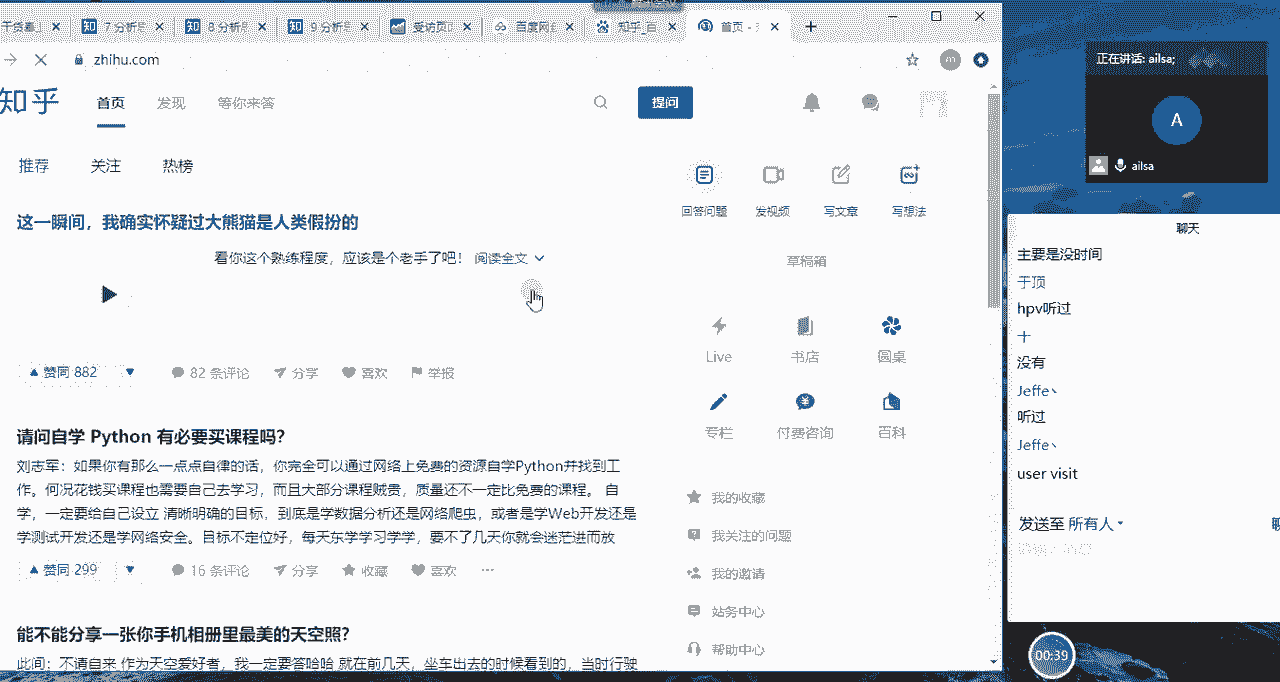 干货篇
7 分析
8 分析
9 分析
受访页
百度网
知乎_百
首页 -
zhihu.com
知乎
首页
发现
等你来答
提问
推荐
关注
热榜
这一瞬间，我确实怀疑过大熊猫是人类假扮的
看你这个熟练程度，应该是个老手了吧！ 阅读全文
赞同 882
82 条评论
分享
喜欢
举报
请问自学 Python 有必要买课程吗？
刘志军：如果你有那么一点点自律的话，你完全可以通过网络上免费的资源自学Python并找到工
作。何况花钱买课程也需要自己去学习，而且大部分课程贼贵，质量还不一定比免费的课程。 自
学，一定要给自己设立 清晰明确的目标，到底是学数据分析还是网络爬虫，或者是学Web开发还是
学测试开发还是学网络安全。目标不定位好，每天东学学习学学，要不了几天你就会迷茫进而放
赞同 299
16 条评论
分享
收藏
喜欢
能不能分享一张你手机相册里最美的天空照？
此间：不请自来 作为天空爱好者，我一定要答哈哈 就在前几天，坐车出去的时候看到的，当时行驶
回答问题
发视频
写文章
写想法
草稿箱
Live
书店
圆桌
专栏
付费咨询
百科
我的收藏
我关注的问题
我的邀请
站务中心
帮助中心
正在讲话: ailsa;
A
ailsa
聊天
主要是没时间
于顶
hpv听过
十
没有
Jeffe丶
听过
Jeffe丶
user visit
发送至 所有人
00:39